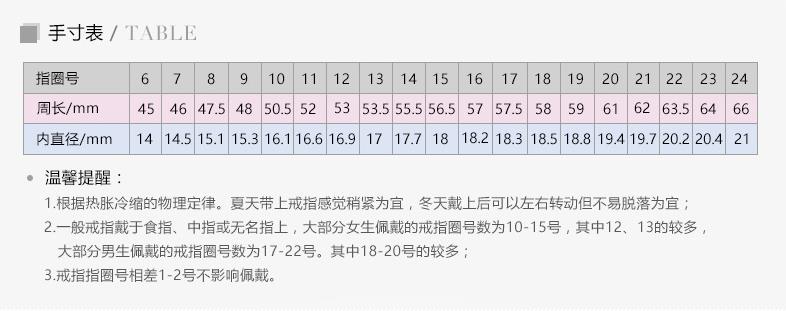 手寸表 / TABLE
指圈号 6 7 8 9 10 11 12 13 14 15 16 17 18 19 20 21 22 23 24
周长/mm 45 46 47.5 48 50.5 52 53 53.5 55.5 56.5 57 57.5 58 59 61 62 63.5 64 66
内直径/mm 14 14.5 15.1 15.3 16.1 16.6 16.9 17 17.7 18 18.2 18.3 18.5 18.8 19.4 19.7 20.2 20.4 21
温馨提醒：
1.根据热胀冷缩的物理定律。夏天带上戒指感觉稍紧为宜，冬天戴上后可以左右转动但不易脱落为宜；
2.一般戒指戴于食指、中指或无名指上，大部分女生佩戴的戒指圈号数为10-15号，其中12、13的较多，
大部分男生佩戴的戒指圈号数为17-22号。其中18-20号的较多；
3.戒指指圈号相差1-2号不影响佩戴。